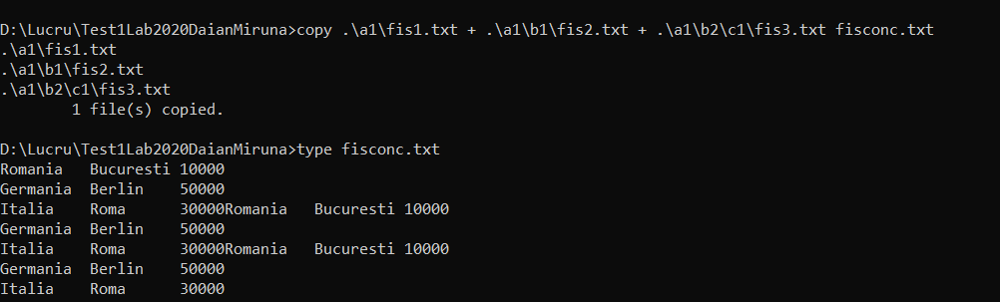 D:\Lucru\Test1Lab2020DaianMiruna>copy .\a1\fis1.txt + .\a1\b1\fis2.txt + .\a1\b2\c1\fis3.txt fisconc.txt
.\a1\fis1.txt
.\a1\b1\fis2.txt
.\a1\b2\c1\fis3.txt
        1 file(s) copied.

D:\Lucru\Test1Lab2020DaianMiruna>type fisconc.txt
Romania   Bucuresti 10000
Germania  Berlin    50000
Italia    Roma      30000Romania   Bucuresti 10000
Germania  Berlin    50000
Italia    Roma      30000Romania   Bucuresti 10000
Germania  Berlin    50000
Italia    Roma      30000